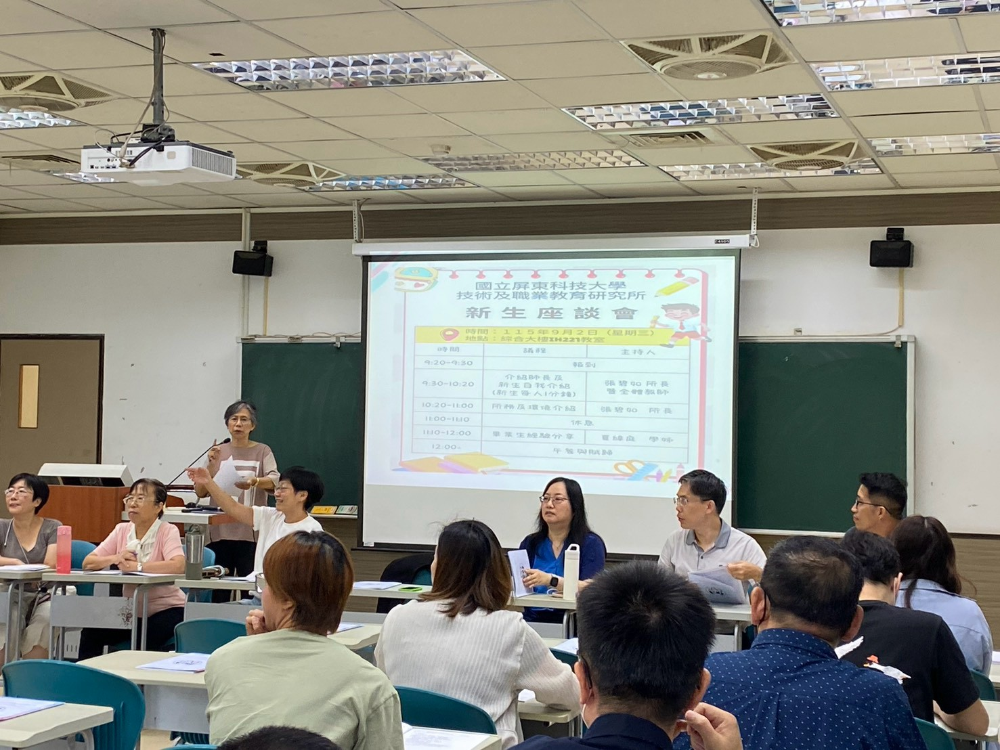 E4605
國立屏東科技大學
技術及職業教育研究所
新生座談會
時間：115年9月2日（星期三）
地點：綜合大樓IH221教室
時間 議程 主持人
9:20-9:30 報到
9:30-10:20 介紹師長及 新生自我介紹 (新生每人1分鐘) 張碧如 所長 暨全體教師
10:20-11:00 所務及環境介紹 張碧如 所長
11:00-11:10 休息
11:10-12:00 畢業生經驗分享 學姊
12:00- 午餐與賦歸